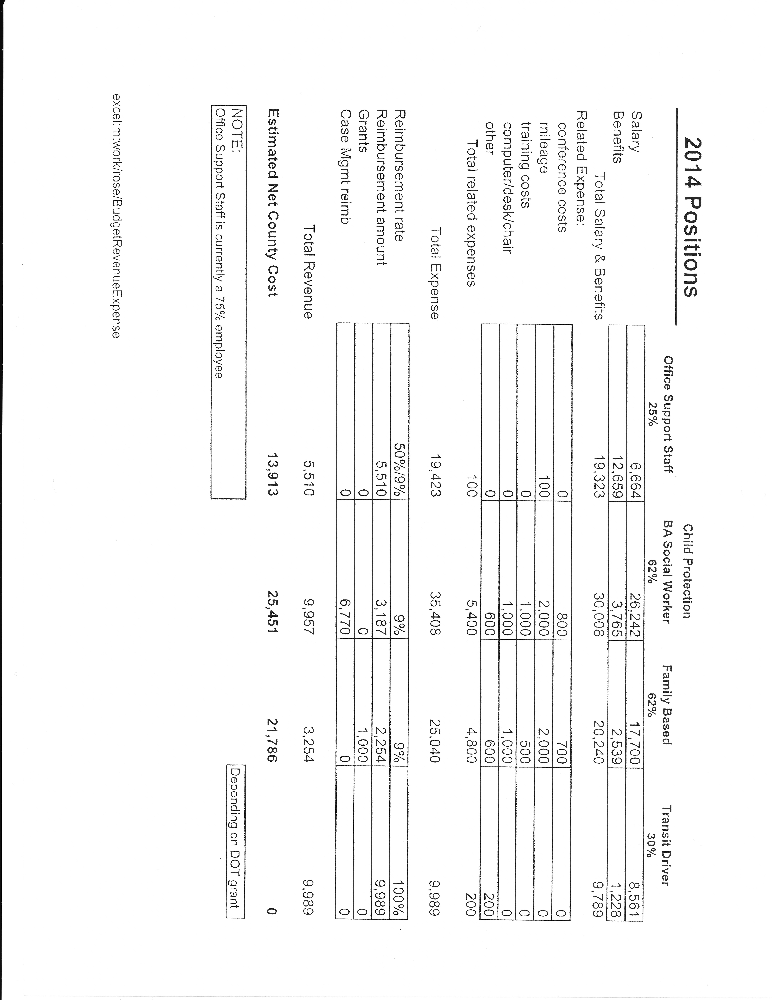 2014 Positions
Child Protection
Office Support Staff BA Social Worker Family Based Transit Driver
25% 62% 62% 30%
Salary 6,664 26,242 17,700 8,561
Benefits 12,659 3,765 2,539 1,228
Total Salary & Benefits 19,323 30,008 20,240 9,789
Related Expense:
conference costs 0 800 700 0
mileage 100 2,000 2,000 0
training costs 0 1,000 500 0
computer/desk/chair 0 1,000 1,000 0
other 0 600 600 200
Total related expenses 100 5,400 4,800 200
Total Expense 19,423 35,408 25,040 9,989
Reimbursement rate 50%/9% 9% 9% 100%
Reimbursement amount 5,510 3,187 2,254 9,989
Grants 0 0 1,000 0
Case Mgmt reimb 0 6,770 0 0
Total Revenue 5,510 9,957 3,254 9,989
Estimated Net County Cost 13,913 25,451 21,786 0
NOTE: Depending on DOT grant
Office Support Staff is currently a 75% employee
excel:m:work/rose/BudgetRevenueExpense